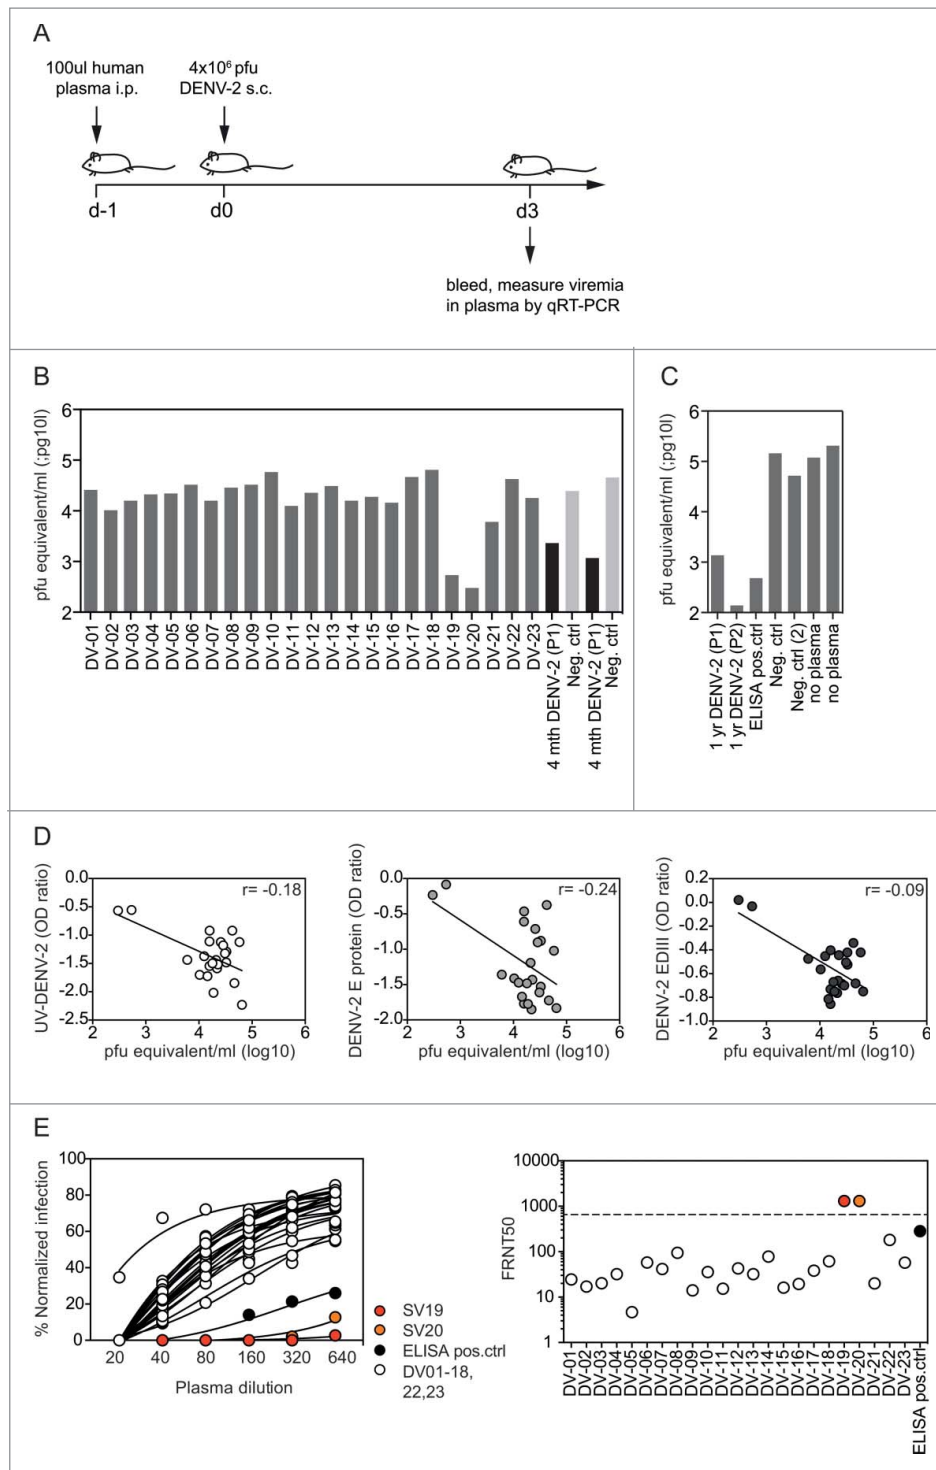 A
100ul human
plasma i.p.
4x10⁶ pfu
DENV-2 s.c.
d-1
d0
d3
bleed, measure viremia
in plasma by qRT-PCR
B
pfu equivalent/ml (;pg10l)
6
5
4
3
2
DV-01
DV-02
DV-03
DV-04
DV-05
DV-06
DV-07
DV-08
DV-09
DV-10
DV-11
DV-12
DV-13
DV-14
DV-15
DV-16
DV-17
DV-18
DV-19
DV-20
DV-21
DV-22
DV-23
4 mth DENV-2 (P1)
Neg. ctrl
4 mth DENV-2 (P1)
Neg. ctrl
C
pfu equivalent/ml (;pg10l)
6
5
4
3
2
1 yr DENV-2 (P1)
1 yr DENV-2 (P2)
ELISA pos.ctrl
Neg. ctrl
Neg. ctrl (2)
no plasma
no plasma
D
UV-DENV-2 (OD ratio)
0.0
-0.5
-1.0
-1.5
-2.0
-2.5
r= -0.18
2 3 4 5 6
pfu equivalent/ml (log10)
DENV-2 E protein (OD ratio)
0.0
-0.5
-1.0
-1.5
-2.0
r= -0.24
2 3 4 5 6
pfu equivalent/ml (log10)
DENV-2 EDIII (OD ratio)
0.2
0.0
-0.2
-0.4
-0.6
-0.8
-1.0
r= -0.09
2 3 4 5 6
pfu equivalent/ml (log10)
E
% Normalized infection
100
80
60
40
20
0
20 40 80 160 320 640
Plasma dilution
SV19
SV20
ELISA pos.ctrl
DV01-18,
22,23
FRNT50
10000
1000
100
10
1
DV-01
DV-02
DV-03
DV-04
DV-05
DV-06
DV-07
DV-08
DV-09
DV-10
DV-11
DV-12
DV-13
DV-14
DV-15
DV-16
DV-17
DV-18
DV-19
DV-20
DV-21
DV-22
DV-23
ELISA pos.ctrl